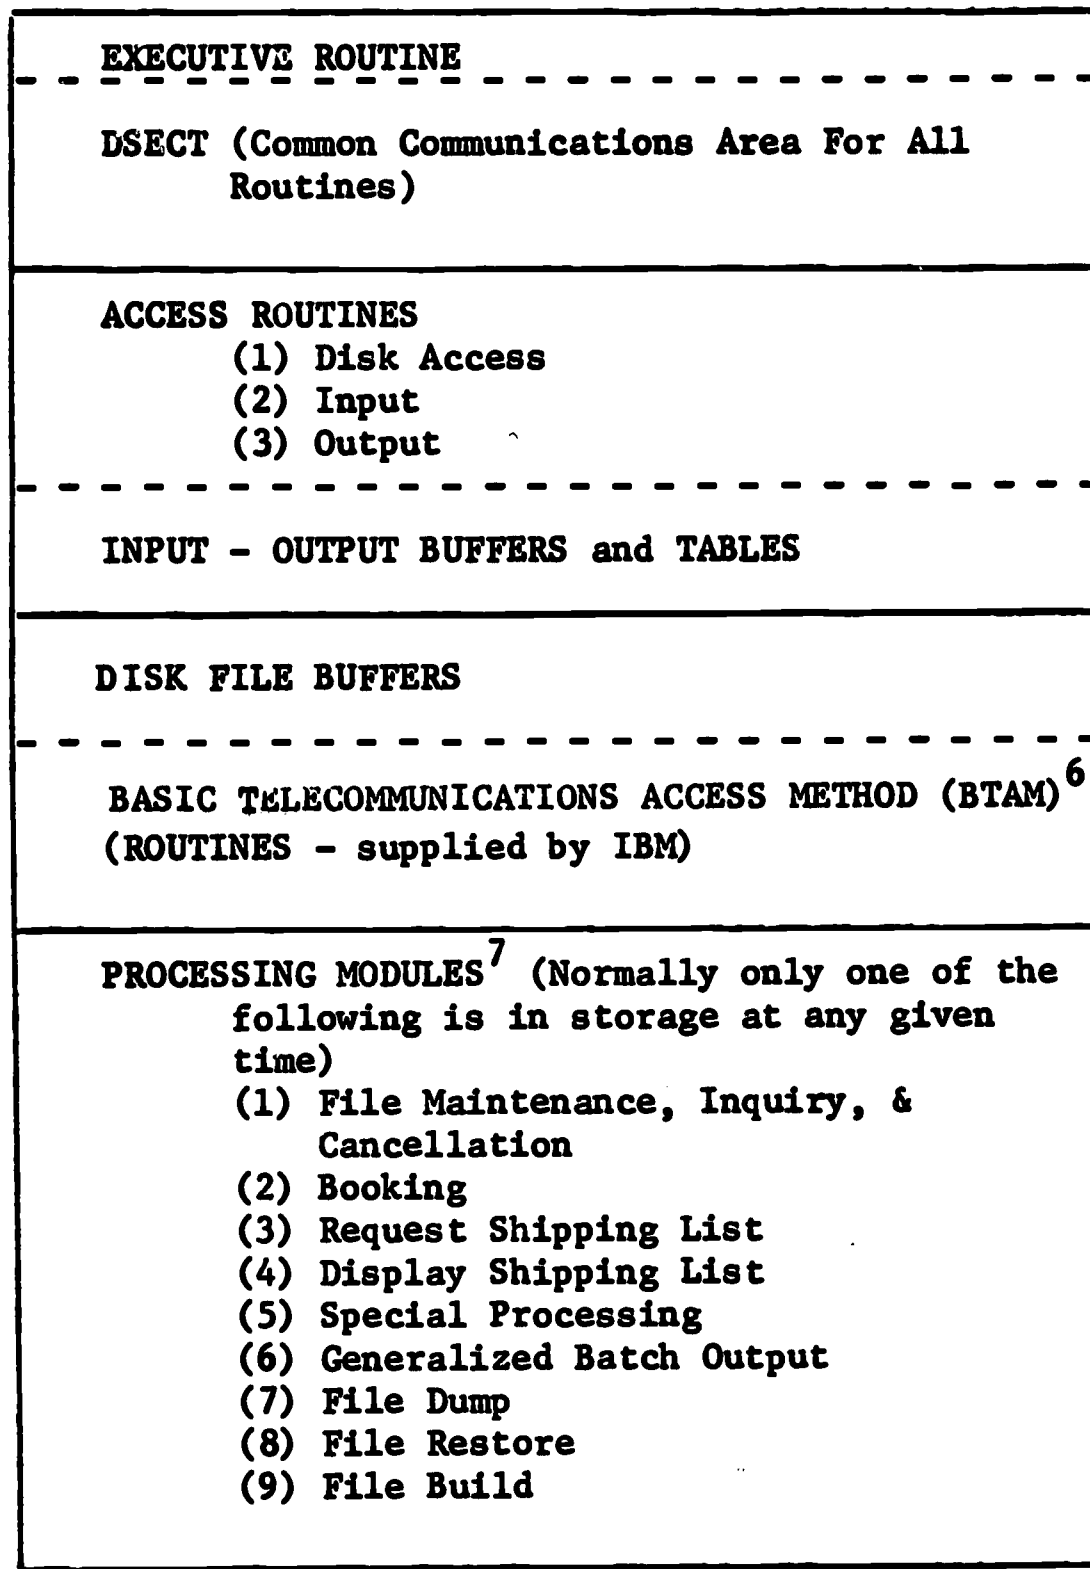 EXECUTIVE ROUTINE
DSECT (Common Communications Area For All
Routines)
ACCESS ROUTINES
(1) Disk Access
(2) Input
(3) Output
INPUT - OUTPUT BUFFERS and TABLES
DISK FILE BUFFERS
BASIC TELECOMMUNICATIONS ACCESS METHOD (BTAM)6
(ROUTINES - supplied by IBM)
PROCESSING MODULES7 (Normally only one of the
following is in storage at any given
time)
(1) File Maintenance, Inquiry, &
Cancellation
(2) Booking
(3) Request Shipping List
(4) Display Shipping List
(5) Special Processing
(6) Generalized Batch Output
(7) File Dump
(8) File Restore
(9) File Build